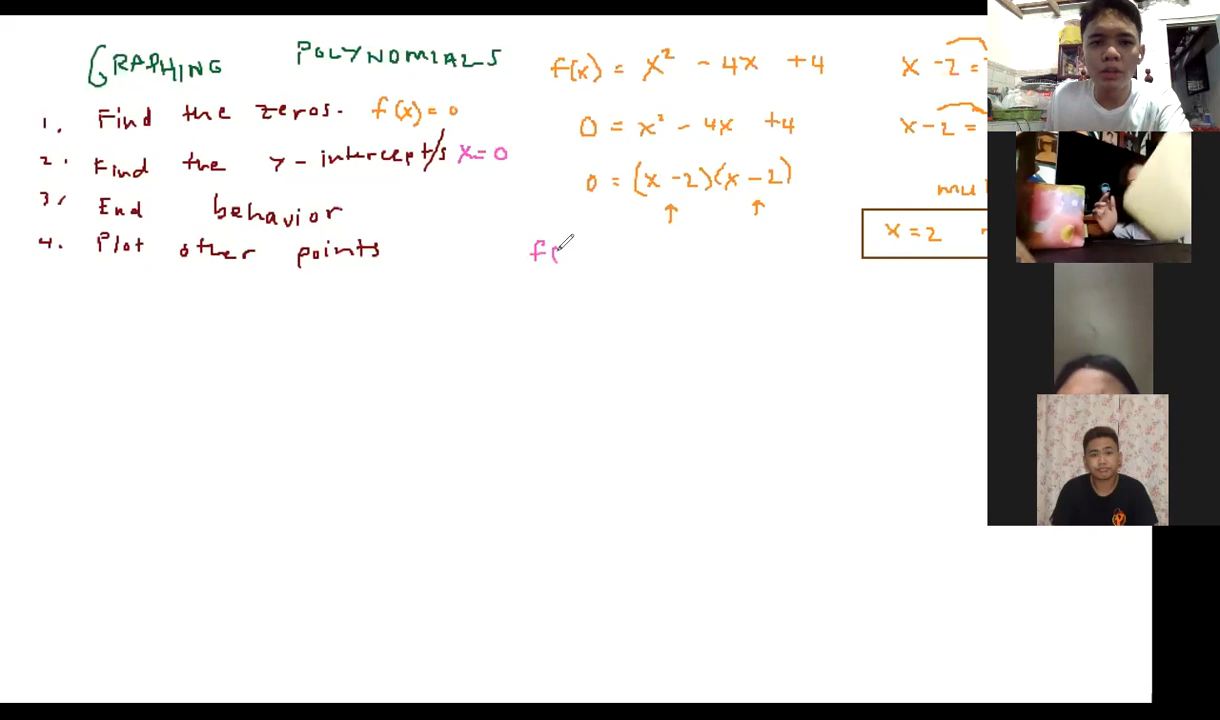 GRAPHING POLYNOMIALS
1. Find the zeros. f(x) = 0
2. Find the y-intercept/s x=0
3. End behavior
4. Plot other points
f(x) = x² - 4x + 4
0 = x² - 4x + 4
0 = (x - 2)(x - 2)
↑ ↑
f(
x - 2 =
x - 2 =
mul
x = 2